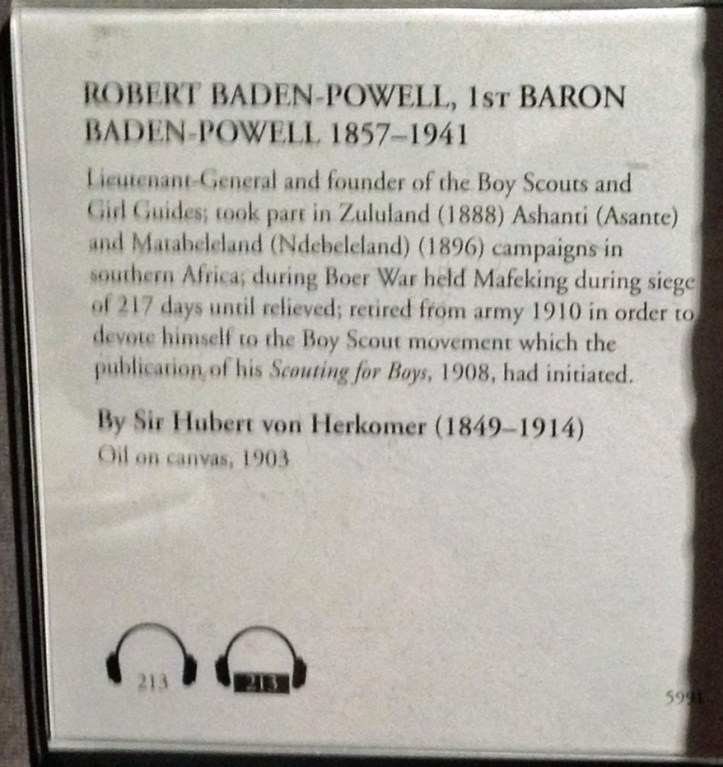 ROBERT BADEN-POWELL, 1ST BARON
BADEN-POWELL 1857–1941
Lieutenant-General and founder of the Boy Scouts and
Girl Guides; took part in Zululand (1888) Ashanti (Asante)
and Matabeleland (Ndebeleland) (1896) campaigns in
southern Africa; during Boer War held Mafeking during siege
of 217 days until relieved; retired from army 1910 in order to
devote himself to the Boy Scout movement which the
publication of his Scouting for Boys, 1908, had initiated.
By Sir Hubert von Herkomer (1849–1914)
Oil on canvas, 1903
213 213
5991